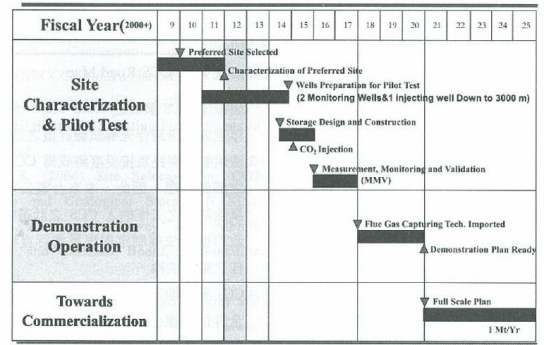 Fiscal Year(2000+) 9 10 11 12 13 14 15 16 17 18 19 20 21 22 23 24 25
Preferred Site Selected
Characterization of Preferred Site
Site
Characterization
& Pilot Test
Wells Preparation for Pilot Test
(2 Monitoring Wells&1 injecting well Down to 3000 m)
Storage Design and Construction
CO₂ Injection
Measurement, Monitoring and Validation
(MMV)
Demonstration
Operation
Flue Gas Capturing Tech. Imported
Demonstration Plan Ready
Towards
Commercialization
Full Scale Plan
1 Mt/Yr